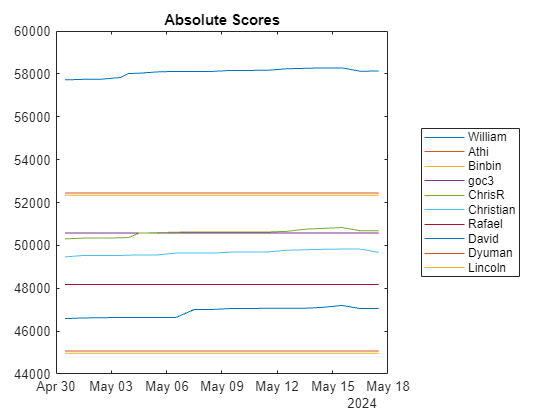 Absolute Scores
60000
58000
56000
54000
52000
50000
48000
46000
44000
Apr 30 May 03 May 06 May 09 May 12 May 15 May 18
2024
William
Athi
Binbin
goc3
ChrisR
Christian
Rafael
David
Dyuman
Lincoln